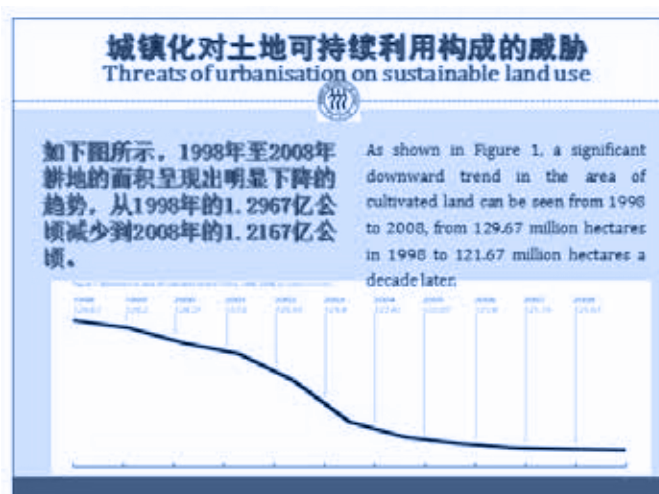 城镇化对土地可持续利用构成的威胁
Threats of urbanisation on sustainable land use
如下图所示，1998年至2008年
耕地的面积呈现出明显下降的
趋势，从1998年的1.2967亿公
顷减少到2008年的1.2167亿公
顷。
As shown in Figure 1, a significant
downward trend in the area of
cultivated land can be seen from 1998
to 2008, from 129.67 million hectares
in 1998 to 121.67 million hectares a
decade later.
1998 1999 2000 2001 2002 2003 2004 2005 2006 2007 2008